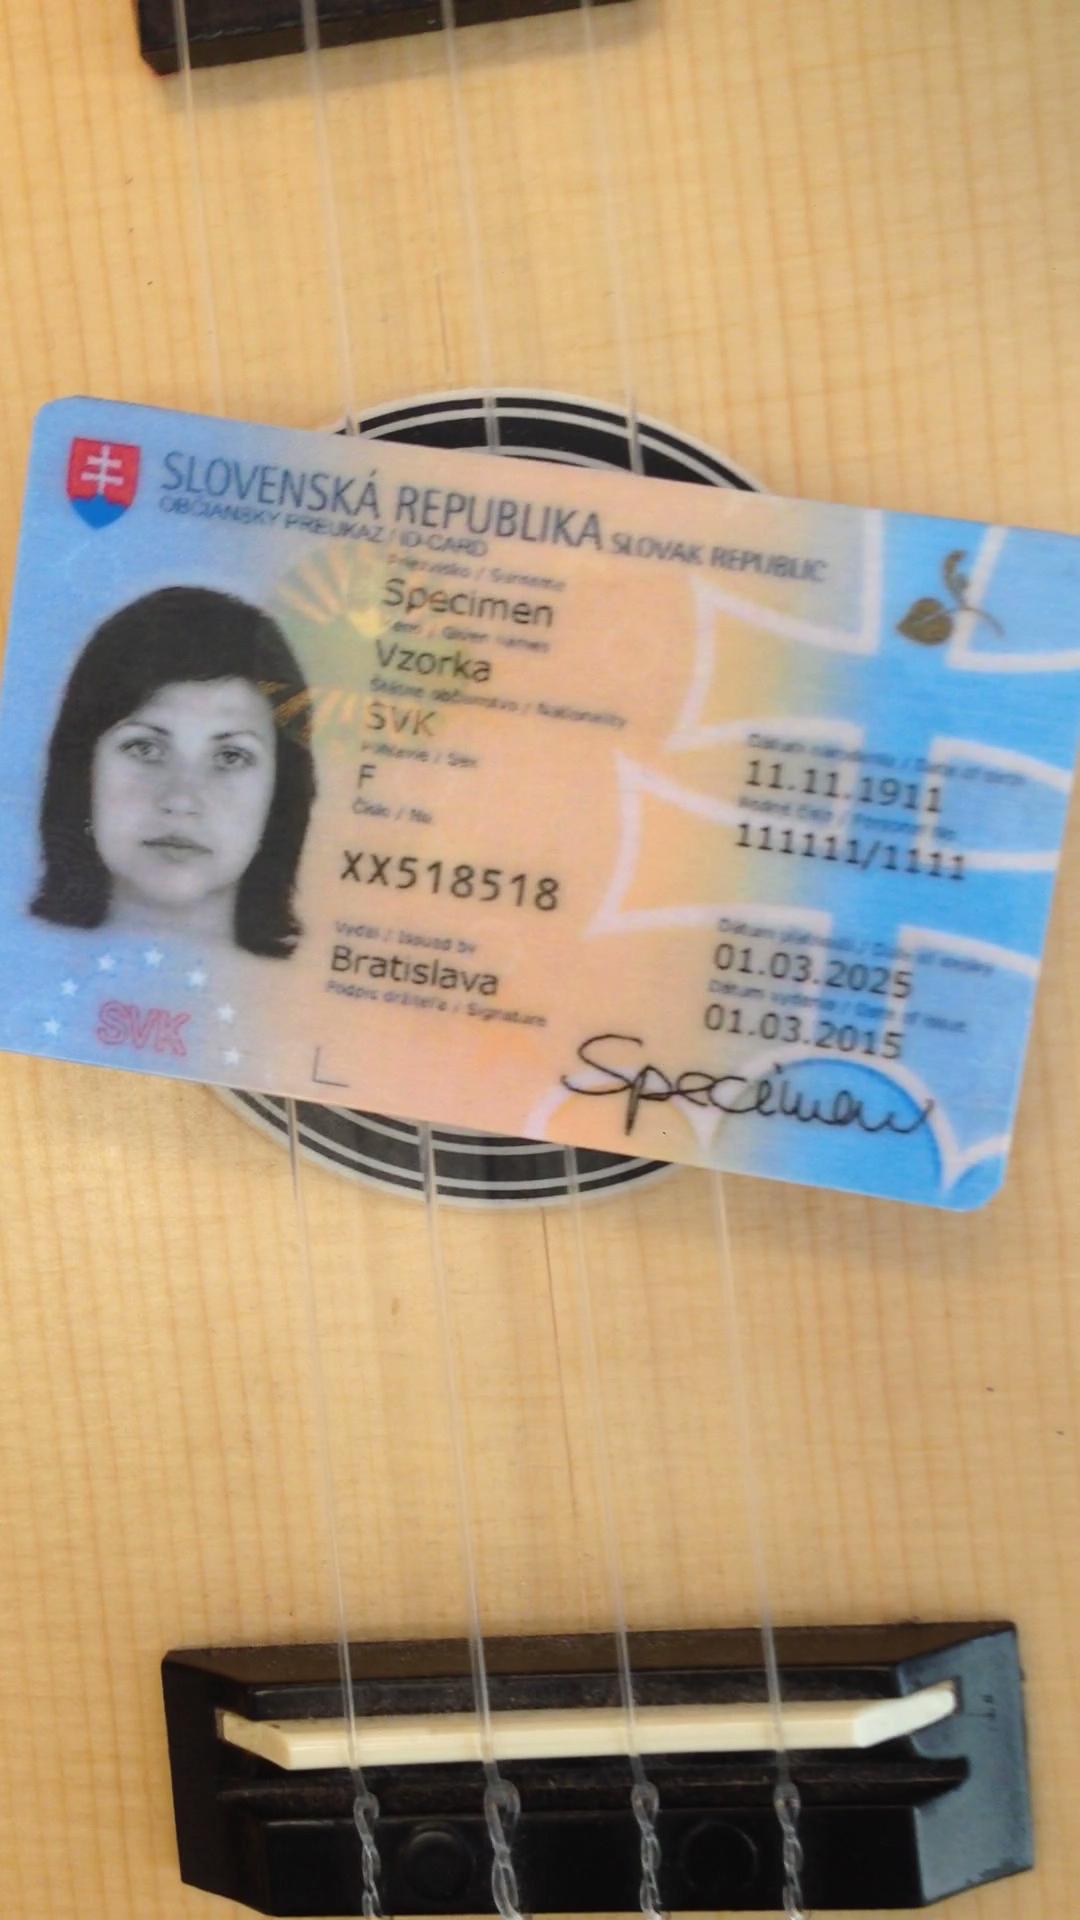 SLOVENSKÁ REPUBLIKA SLOVAK REPUBLIC
OBČIANSKY PREUKAZ / ID-CARD
Priezvisko / Surname
Specimen
Meno / Given names
Vzorka
Štátne občianstvo / Nationality
SVK
Pohlavie / Sex
F
Číslo / No
XX518518
Vydal / Issued by
Bratislava
Podpis držiteľa / Signature
Dátum narodenia / Date of birth
11.11.1911
Rodné číslo / Personal No.
111111/1111
Dátum platnosti / Date of expiry
01.03.2025
Dátum vydania / Date of issue
01.03.2015
Specimen
SVK
L